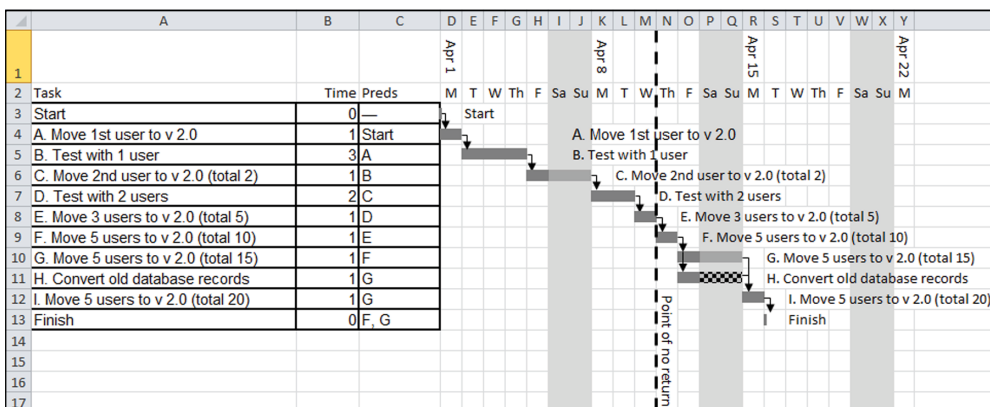 A B C D E F G H I J K L M N O P Q R S T U V W X Y
1 Apr 1 Apr 8 Apr 15 Apr 22
2 Task Time Preds M T W Th F Sa Su M T W Th F Sa Su M T W Th F Sa Su M
3 Start 0 — Start
4 A. Move 1st user to v 2.0 1 Start A. Move 1st user to v 2.0
5 B. Test with 1 user 3 A B. Test with 1 user
6 C. Move 2nd user to v 2.0 (total 2) 1 B C. Move 2nd user to v 2.0 (total 2)
7 D. Test with 2 users 2 C D. Test with 2 users
8 E. Move 3 users to v 2.0 (total 5) 1 D E. Move 3 users to v 2.0 (total 5)
9 F. Move 5 users to v 2.0 (total 10) 1 E F. Move 5 users to v 2.0 (total 10)
10 G. Move 5 users to v 2.0 (total 15) 1 F G. Move 5 users to v 2.0 (total 15)
11 H. Convert old database records 1 G H. Convert old database records
12 I. Move 5 users to v 2.0 (total 20) 1 G I. Move 5 users to v 2.0 (total 20)
13 Finish 0 F, G Finish
14
15
16
17
Point of no return